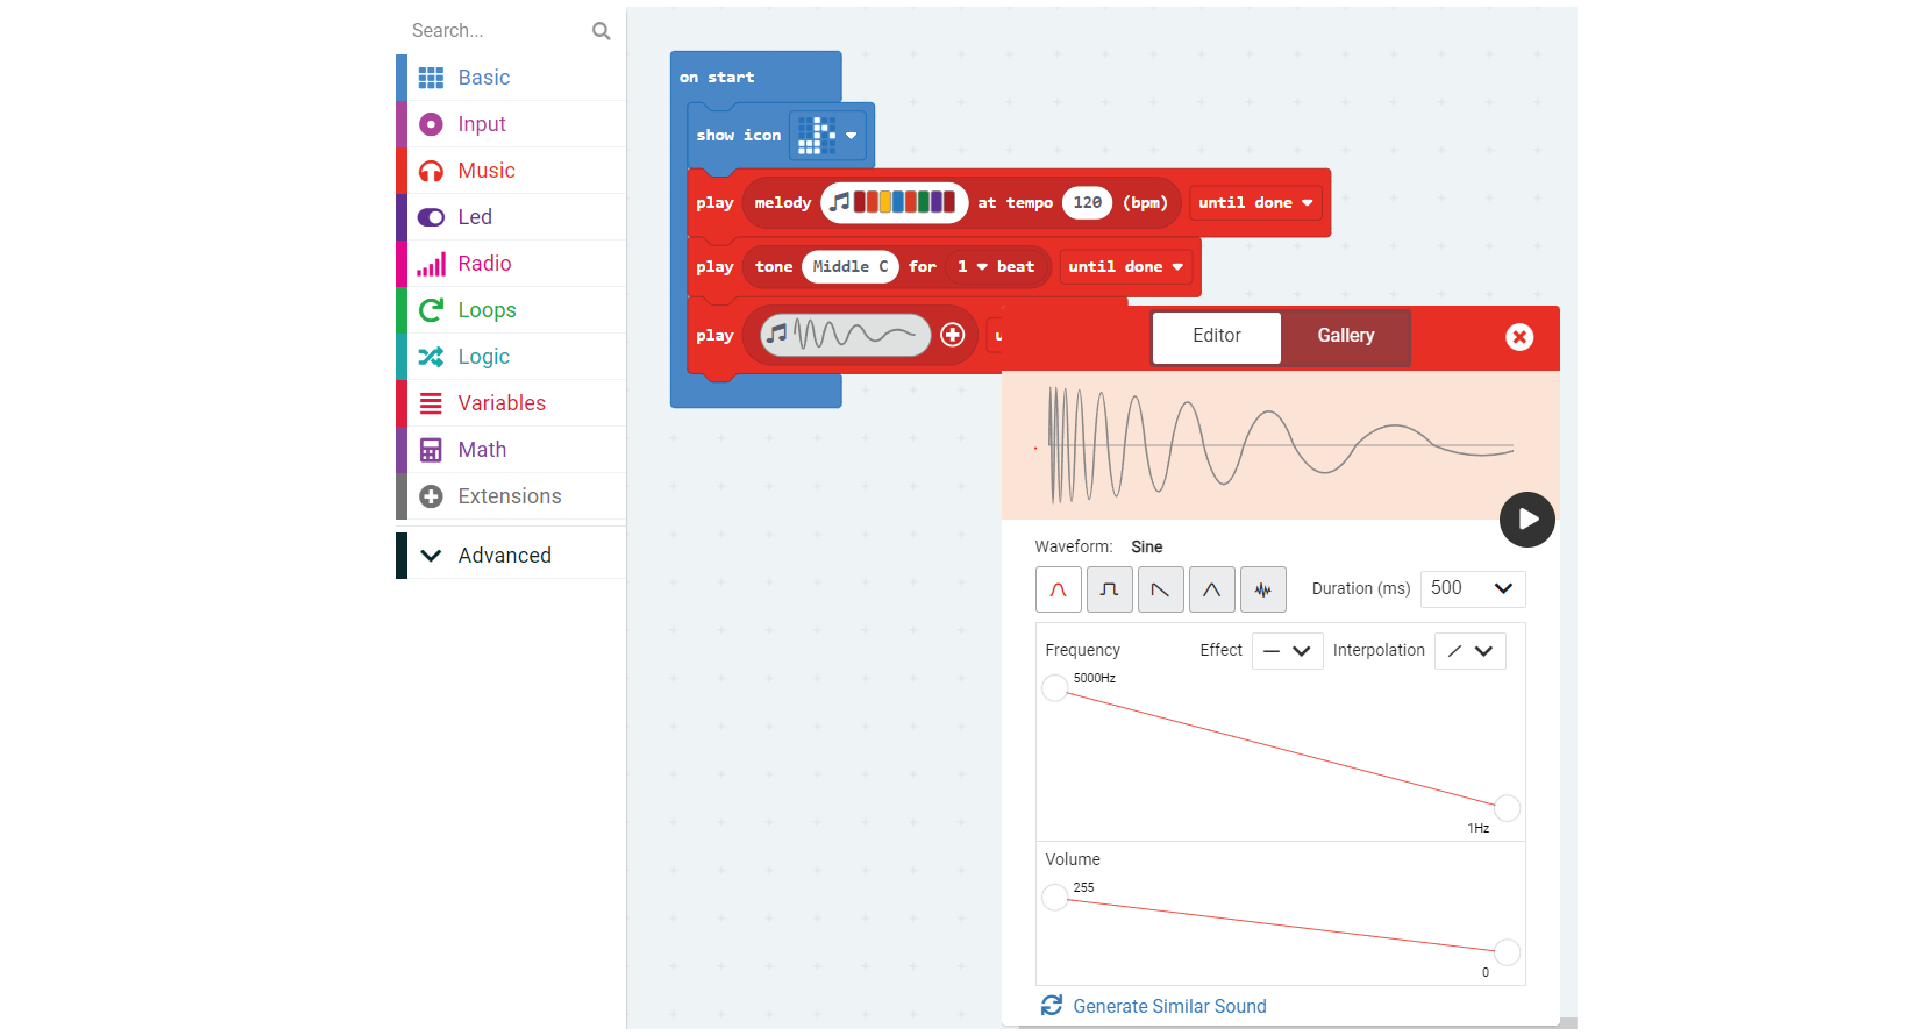 Search...
Basic
Input
Music
Led
Radio
Loops
Logic
Variables
Math
Extensions
Advanced
on start
show icon
play melody at tempo 120 (bpm) until done
play tone Middle C for 1 beat until done
play u
Editor Gallery
Waveform: Sine
Duration (ms) 500
Frequency Effect Interpolation
5000Hz
1Hz
Volume
255
0
Generate Similar Sound